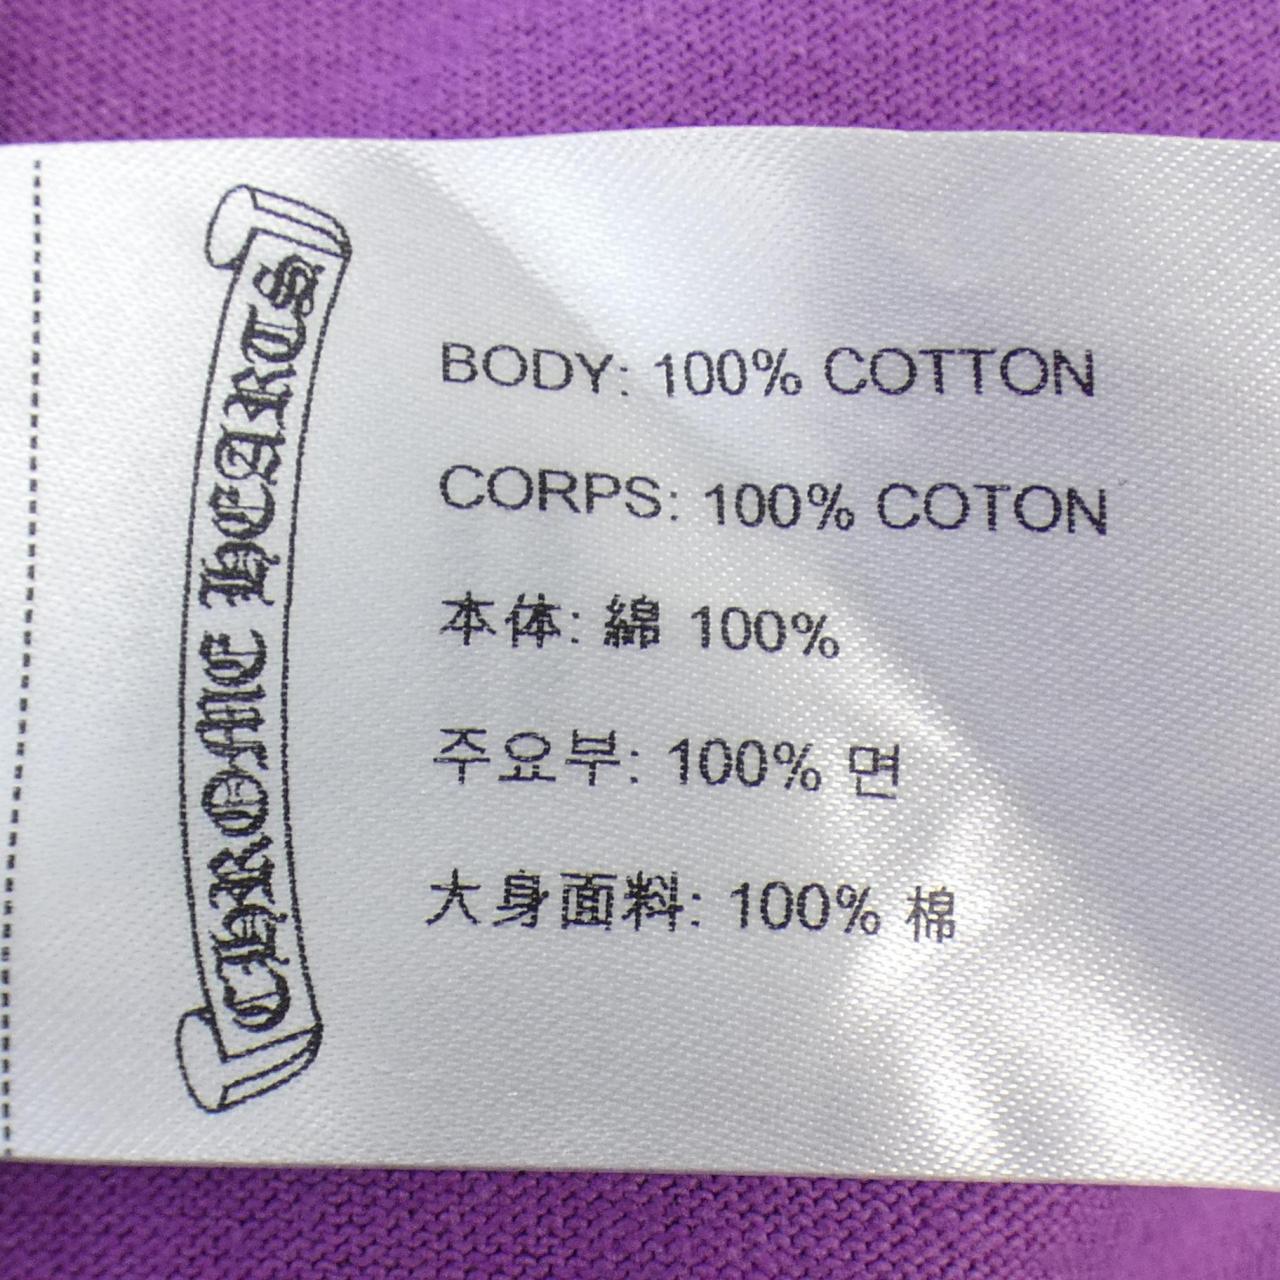 CHROME HEARTS
BODY: 100% COTTON
CORPS: 100% COTON
本体: 綿 100%
주요부: 100% 면
大身面料: 100% 棉